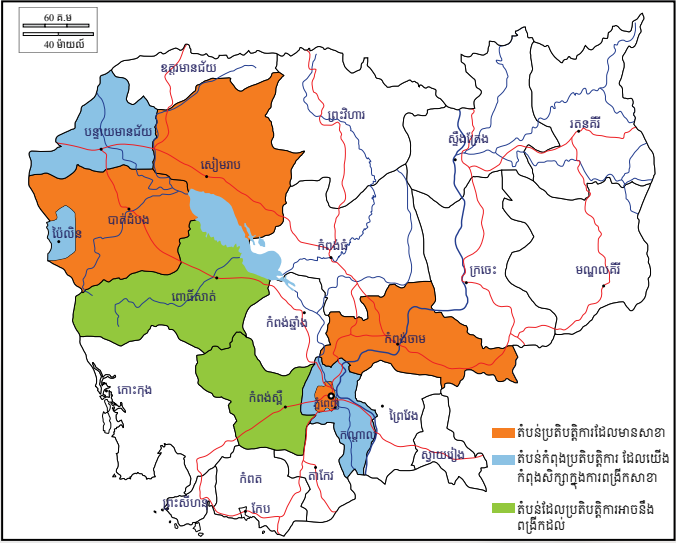 60 គ.ម
40 ម៉ាយល៍
ឧត្តរមានជ័យ
ព្រះវិហារ
រតនគីរី
បន្ទាយមានជ័យ
ស្ទឹងត្រែង
សៀមរាប
បាត់ដំបង
ប៉ៃលិន
កំពង់ធំ
ក្រចេះ
មណ្ឌលគីរី
ពោធិ៍សាត់
កំពង់ឆ្នាំង
កំពង់ចាម
កោះកុង
កំពង់ស្ពឺ
ភ្នំពេញ
ព្រៃវែង
កណ្តាល
ស្វាយរៀង
តាកែវ
កំពត
ព្រះសីហនុ
កែប
តំបន់ប្រតិបត្តិការដែលមានសាខា
តំបន់កំពុងប្រតិបត្តិការ ដែលយើង
កំពុងសិក្សាក្នុងការពង្រីកសាខា
តំបន់ដែលប្រតិបត្តិការអាចនឹង
ពង្រីកដល់